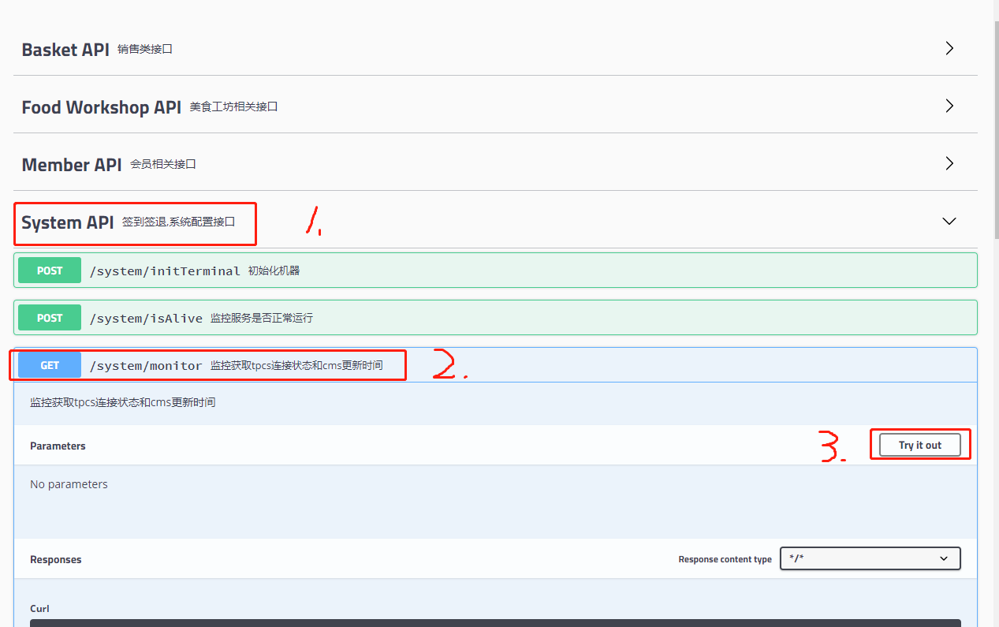 Basket API 销售类接口
Food Workshop API 美食工坊相关接口
Member API 会员相关接口
System API 签到签退,系统配置接口
1.
POST /system/initTerminal 初始化机器
POST /system/isAlive 监控服务是否正常运行
GET /system/monitor 监控获取tpcs连接状态和cms更新时间
2.
监控获取tpcs连接状态和cms更新时间
Parameters
3.
Try it out
No parameters
Responses
Response content type
*/*
Curl